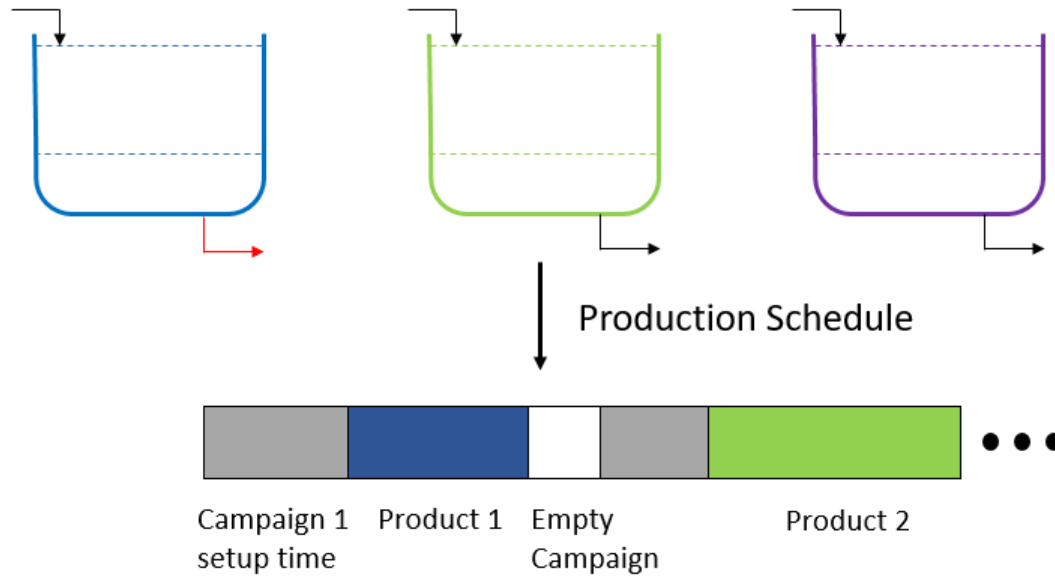 Production Schedule
Campaign 1
setup time
Product 1
Empty
Campaign
Product 2